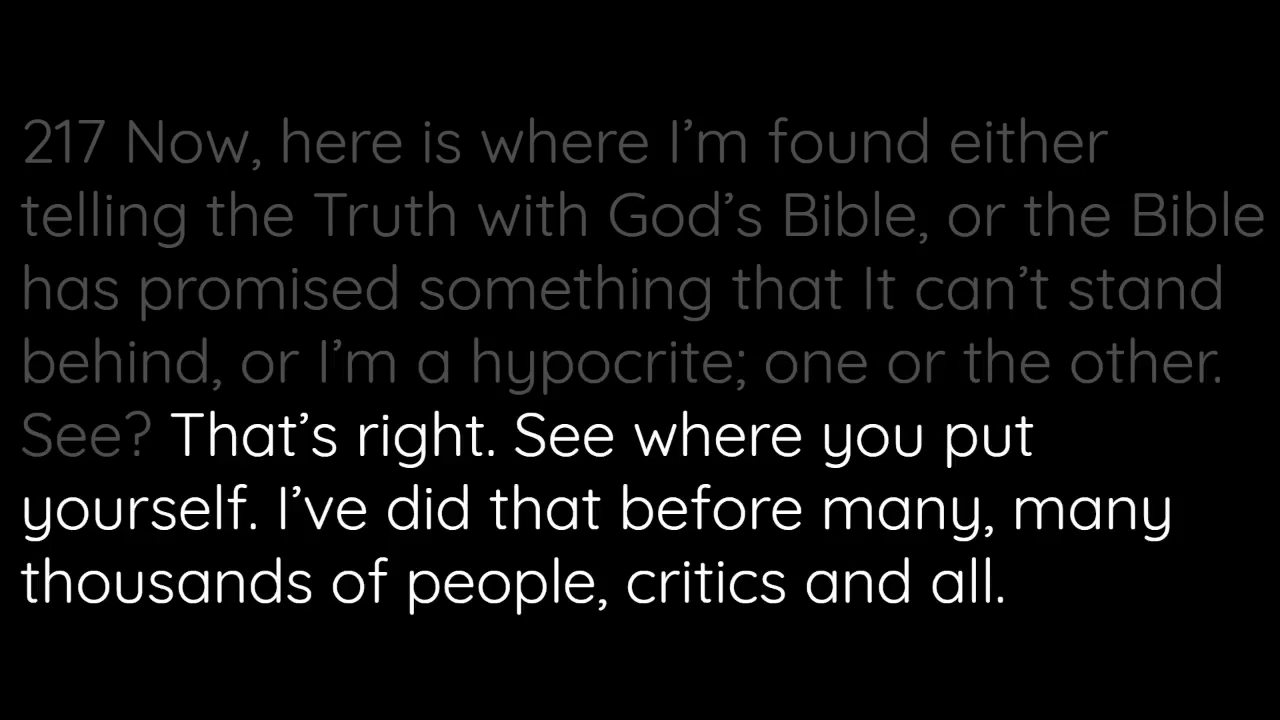 217 Now, here is where I’m found either
telling the Truth with God’s Bible, or the Bible
has promised something that It can’t stand
behind, or I’m a hypocrite; one or the other.
See? That’s right. See where you put
yourself. I’ve did that before many, many
thousands of people, critics and all.